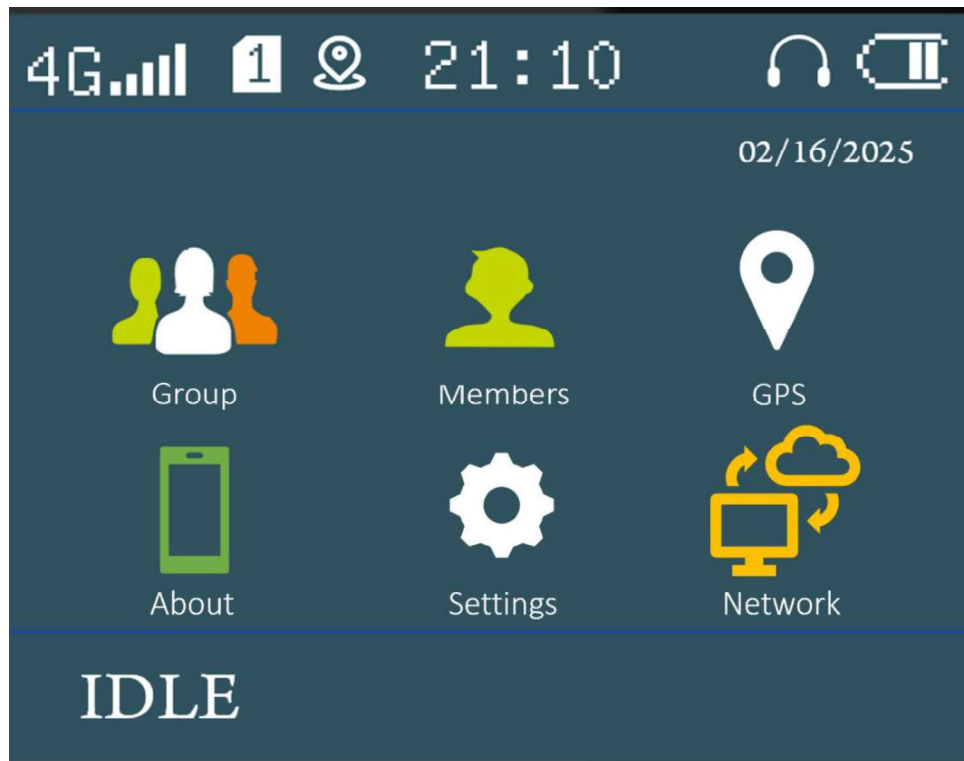 4G 1 21:10
02/16/2025
Group Members GPS
About Settings Network
IDLE